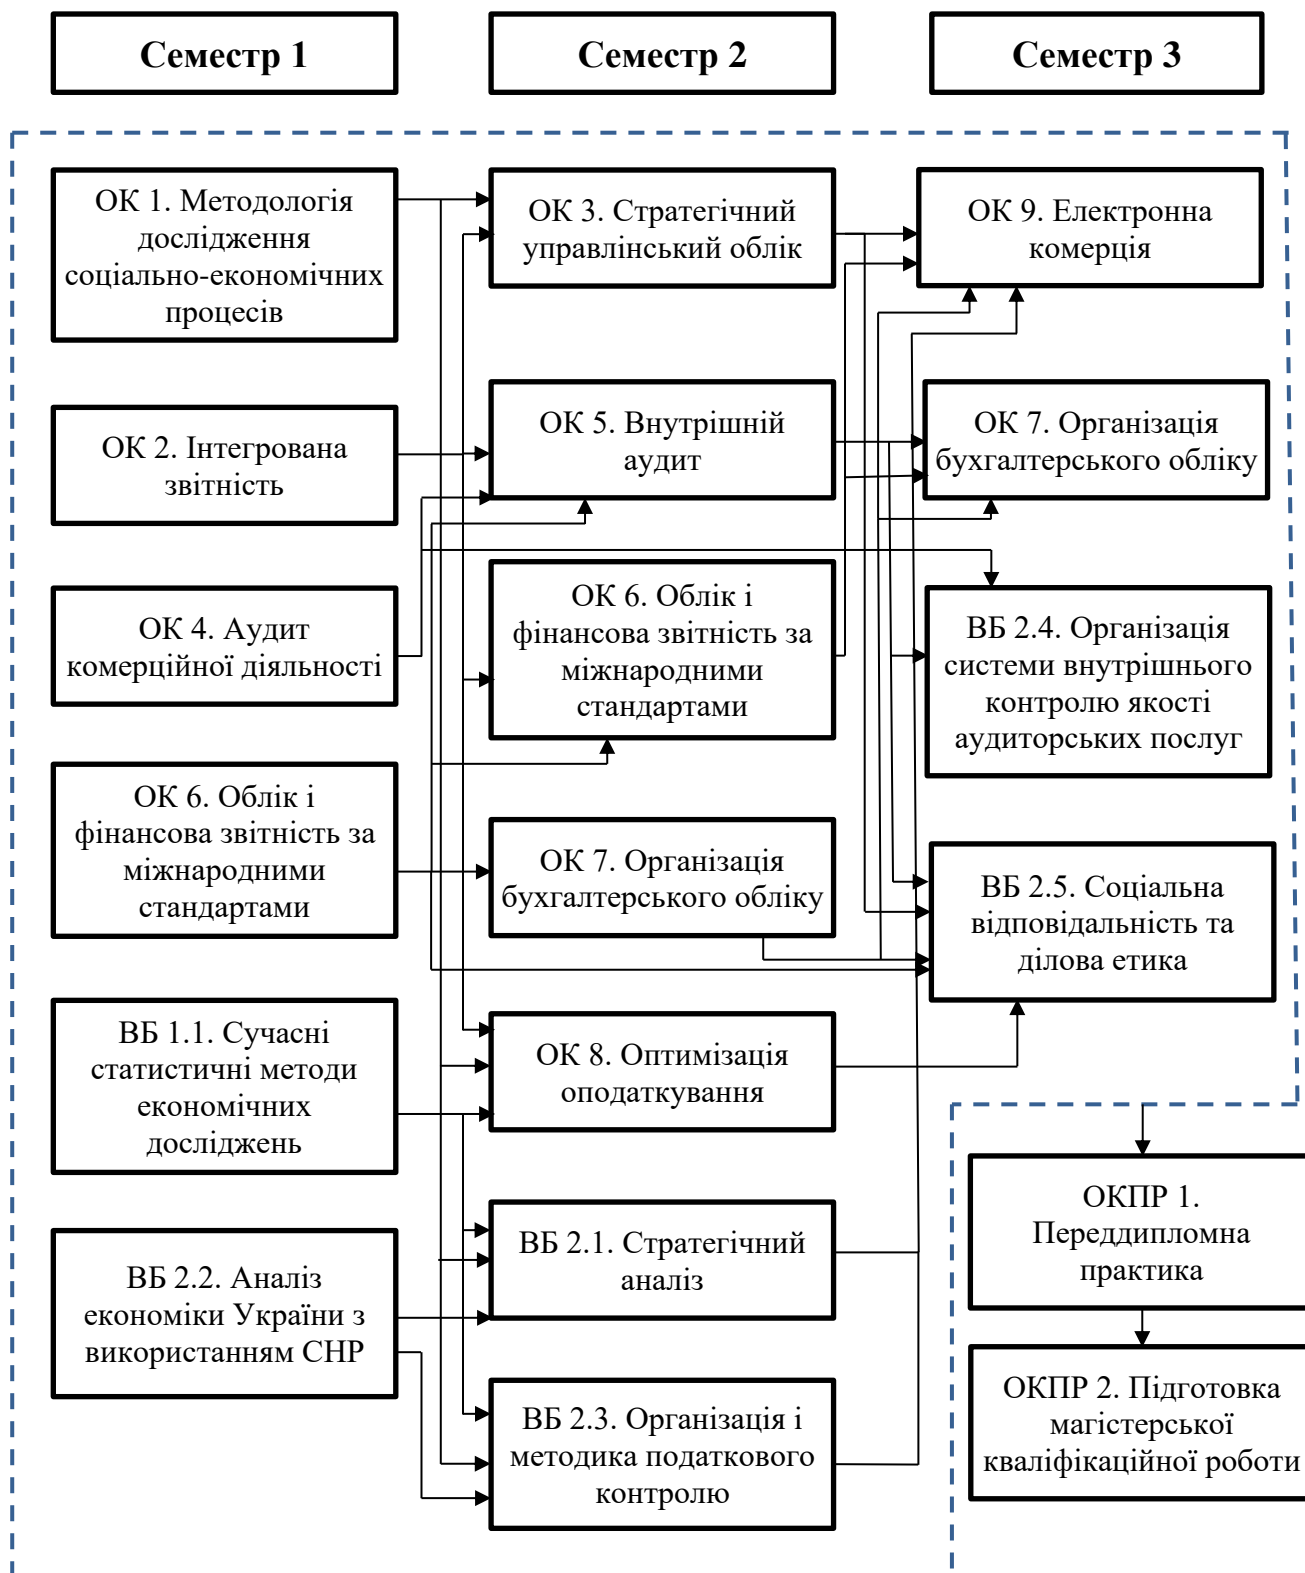 Семестр 1
Семестр 2
Семестр 3
ОК 1. Методологія
дослідження
соціально-економічних
процесів
ОК 2. Інтегрована
звітність
ОК 4. Аудит
комерційної діяльності
ОК 6. Облік і
фінансова звітність за
міжнародними
стандартами
ВБ 1.1. Сучасні
статистичні методи
економічних
досліджень
ВБ 2.2. Аналіз
економіки України з
використанням СНР
ОК 3. Стратегічний
управлінський облік
ОК 5. Внутрішній
аудит
ОК 6. Облік і
фінансова звітність за
міжнародними
стандартами
ОК 7. Організація
бухгалтерського обліку
ОК 8. Оптимізація
оподаткування
ВБ 2.1. Стратегічний
аналіз
ВБ 2.3. Організація і
методика податкового
контролю
ОК 9. Електронна
комерція
ОК 7. Організація
бухгалтерського обліку
ВБ 2.4. Організація
системи внутрішнього
контролю якості
аудиторських послуг
ВБ 2.5. Соціальна
відповідальність та
ділова етика
ОКПР 1.
Переддипломна
практика
ОКПР 2. Підготовка
магістерської
кваліфікаційної роботи